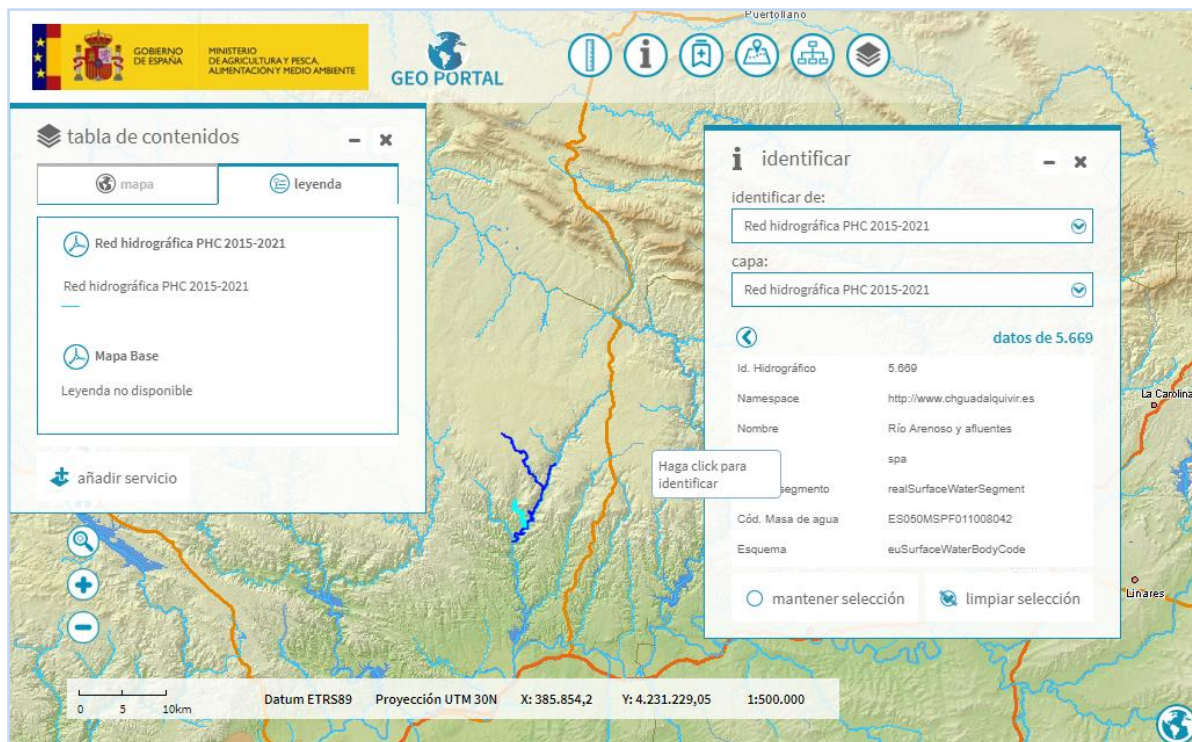 Puertollano
GOBIERNO
DE ESPAÑA
MINISTERIO
DE AGRICULTURA Y PESCA,
ALIMENTACIÓN Y MEDIO AMBIENTE
GEO PORTAL
tabla de contenidos
mapa
leyenda
Red hidrográfica PHC 2015-2021
Red hidrográfica PHC 2015-2021
Mapa Base
Leyenda no disponible
añadir servicio
identificar
identificar de:
Red hidrográfica PHC 2015-2021
capa:
Red hidrográfica PHC 2015-2021
datos de 5.669
Id. Hidrográfico 5.669
Namespace http://www.chguadalquivir.es
Nombre Río Arenoso y afluentes
spa
segmento realSurfaceWaterSegment
Cód. Masa de agua ES050MSPF011008042
Esquema euSurfaceWaterBodyCode
mantener selección limpiar selección
Haga click para
identificar
La Carolina
Linares
0 5 10km
Datum ETRS89 Proyección UTM 30N X: 385.854,2 Y: 4.231.229,05 1:500.000